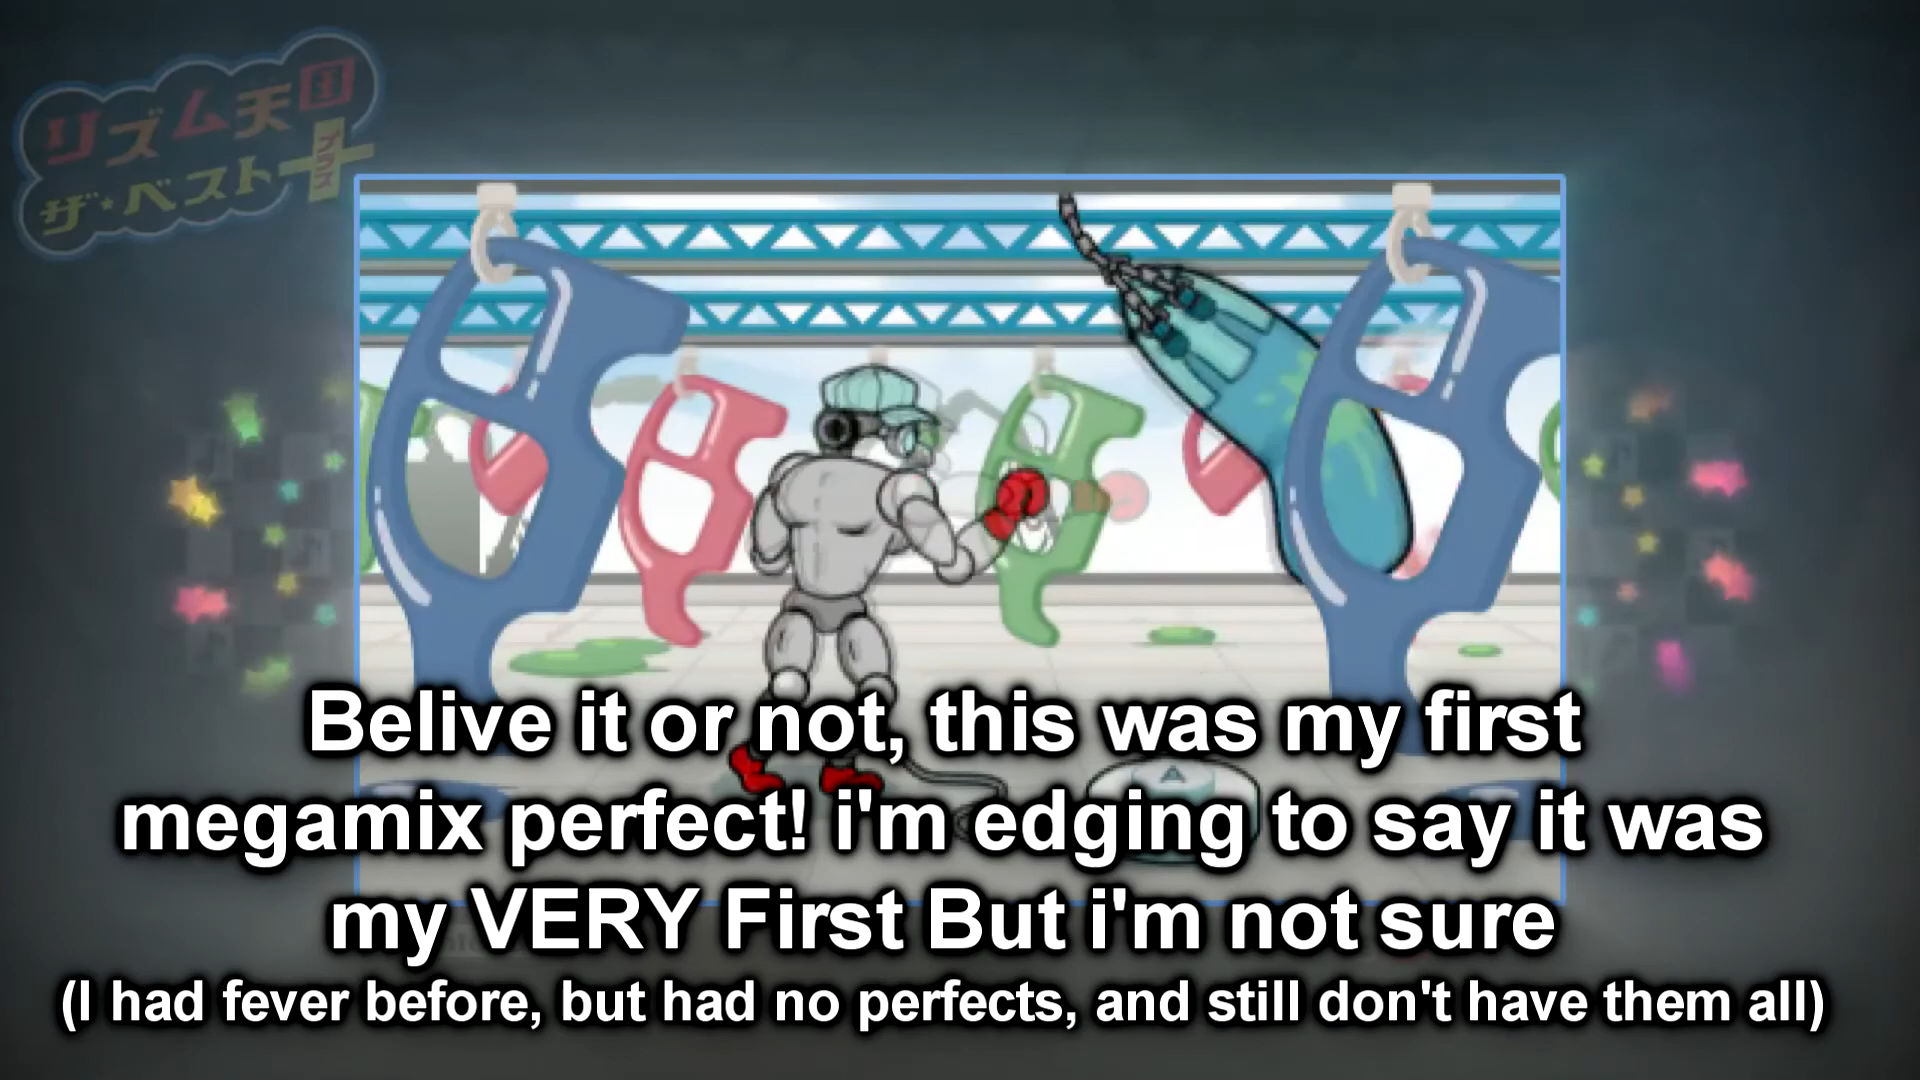 リズム天国
ザ・ベスト
プラス
Belive it or not, this was my first
megamix perfect! i'm edging to say it was
my VERY First But i'm not sure
(I had fever before, but had no perfects, and still don't have them all)